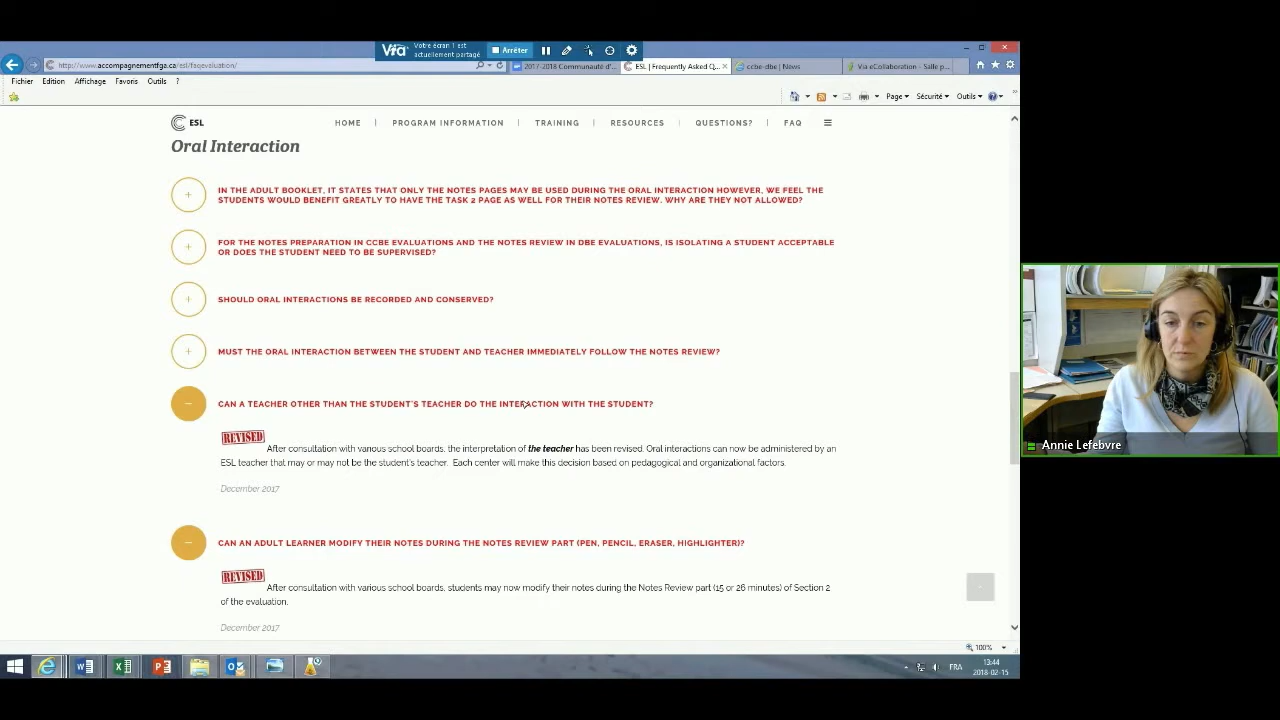 Via
Votre écran 1 est
actuellement partagé
Arrêter
http://www.accompagnementfga.ca/esl/faqevaluation/
2017-2018 Communauté d'...
ESL | Frequently Asked Q...
ccbe-dbe | News
Via eCollaboration - Salle p...
Fichier Edition Affichage Favoris Outils ?
Page Sécurité Outils
ESL
HOME | PROGRAM INFORMATION | TRAINING | RESOURCES | QUESTIONS? | FAQ
Oral Interaction
IN THE ADULT BOOKLET, IT STATES THAT ONLY THE NOTES PAGES MAY BE USED DURING THE ORAL INTERACTION HOWEVER, WE FEEL THE
STUDENTS WOULD BENEFIT GREATLY TO HAVE THE TASK 2 PAGE AS WELL FOR THEIR NOTES REVIEW. WHY ARE THEY NOT ALLOWED?
FOR THE NOTES PREPARATION IN CCBE EVALUATIONS AND THE NOTES REVIEW IN DBE EVALUATIONS, IS ISOLATING A STUDENT ACCEPTABLE
OR DOES THE STUDENT NEED TO BE SUPERVISED?
SHOULD ORAL INTERACTIONS BE RECORDED AND CONSERVED?
MUST THE ORAL INTERACTION BETWEEN THE STUDENT AND TEACHER IMMEDIATELY FOLLOW THE NOTES REVIEW?
CAN A TEACHER OTHER THAN THE STUDENT'S TEACHER DO THE INTERACTION WITH THE STUDENT?
REVISED After consultation with various school boards, the interpretation of the teacher has been revised. Oral interactions can now be administered by an
ESL teacher that may or may not be the student's teacher. Each center will make this decision based on pedagogical and organizational factors.
December 2017
CAN AN ADULT LEARNER MODIFY THEIR NOTES DURING THE NOTES REVIEW PART (PEN, PENCIL, ERASER, HIGHLIGHTER)?
REVISED After consultation with various school boards, students may now modify their notes during the Notes Review part (15 or 26 minutes) of Section 2
of the evaluation.
December 2017
Annie Lefebvre
100%
FRA
13:44
2018-02-15